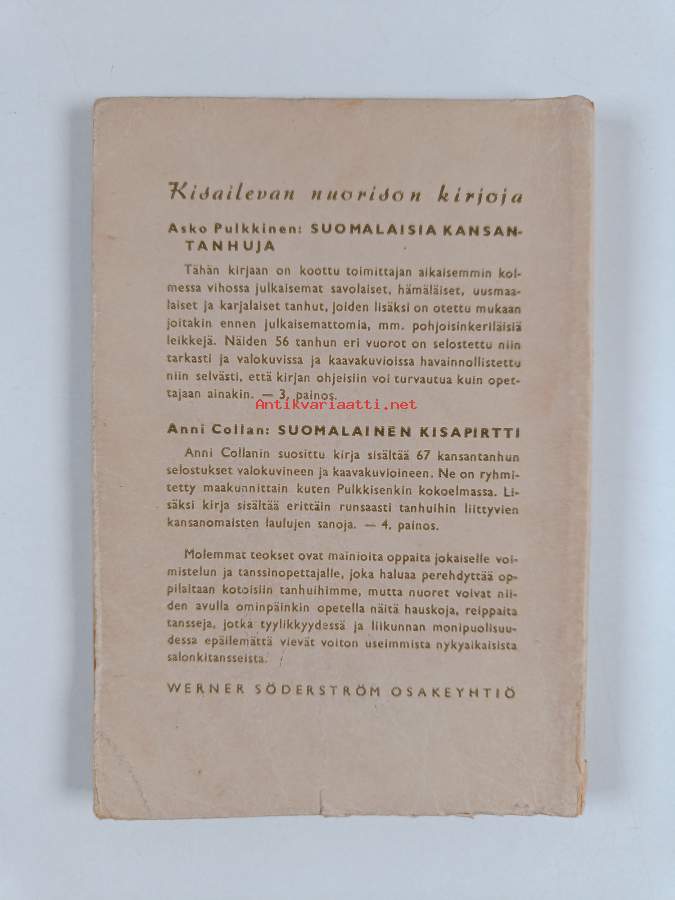 Kisailevan nuorison kirjoja
Asko Pulkkinen: SUOMALAISIA KANSAN-
TANHUJA
Tähän kirjaan on koottu toimittajan aikaisemmin kol-
messa vihossa julkaisemat savolaiset, hämäläiset, uusmaa-
laiset ja karjalaiset tanhut, joiden lisäksi on otettu mukaan
joitakin ennen julkaisemattomia, mm. pohjoisinkeriläisiä
leikkejä. Näiden 56 tanhun eri vuorot on selostettu niin
tarkasti ja valokuvissa ja kaavakuvioissa havainnollistettu
niin selvästi, että kirjan ohjeisiin voi turvautua kuin opet-
tajaan ainakin. — 3. painos.
Antikvariaatti.net
Anni Collan: SUOMALAINEN KISAPIRTTI
Anni Collanin suosittu kirja sisältää 67 kansantanhun
selostukset valokuvineen ja kaavakuvioineen. Ne on ryhmi-
tetty maakunnittain kuten Pulkkisenkin kokoelmassa. Li-
säksi kirja sisältää erittäin runsaasti tanhuihin liittyvien
kansanomaisten laulujen sanoja. — 4. painos.
Molemmat teokset ovat mainioita oppaita jokaiselle voi-
mistelun ja tanssinopettajalle, joka haluaa perehdyttää op-
pilaitaan kotoisiin tanhuihimme, mutta nuoret voivat nii-
den avulla ominpäinkin opetella näitä hauskoja, reippaita
tansseja, jotka tyylikkyydessä ja liikunnan monipuolisuu-
dessa epäilemättä vievät voiton useimmista nykyaikaisista
salonkitansseista.
WERNER SÖDERSTRÖM OSAKEYHTIÖ